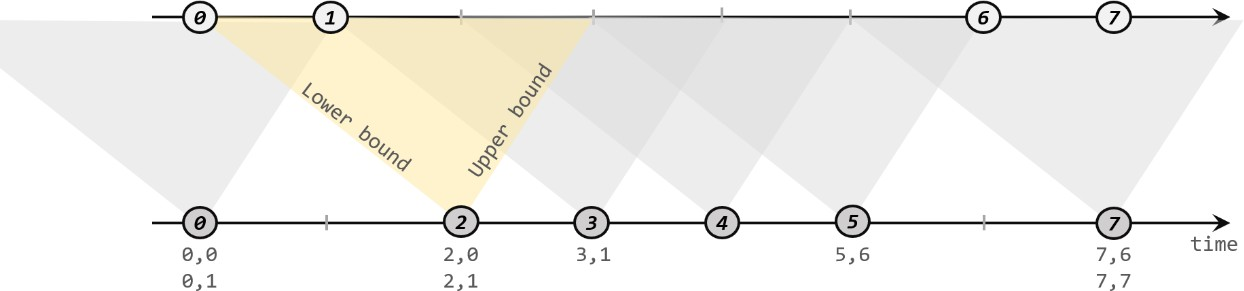 0 1 6 7
Lower bound
Upper bound
0 2 3 4 5 7
time
0,0 2,0 3,1 5,6 7,6
0,1 2,1 7,7